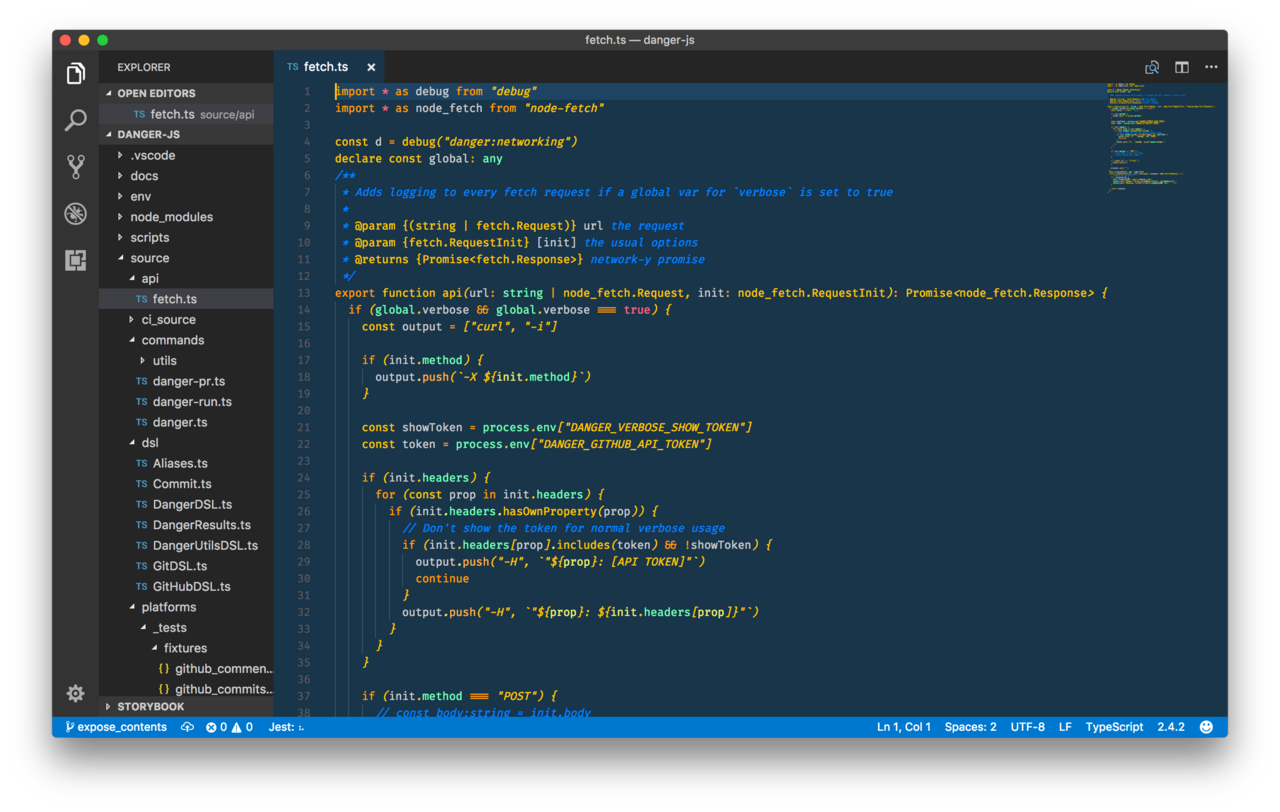 fetch.ts — danger-js
EXPLORER
OPEN EDITORS
TS fetch.ts source/api
DANGER-JS
.vscode
docs
env
node_modules
scripts
source
api
TS fetch.ts
ci_source
commands
utils
TS danger-pr.ts
TS danger-run.ts
TS danger.ts
dsl
TS Aliases.ts
TS Commit.ts
TS DangerDSL.ts
TS DangerResults.ts
TS DangerUtilsDSL.ts
TS GitDSL.ts
TS GitHubDSL.ts
platforms
_tests
fixtures
{} github_commen...
{} github_commits...
STORYBOOK
TS fetch.ts ×
1 import * as debug from "debug"
2 import * as node_fetch from "node-fetch"
3
4 const d = debug("danger:networking")
5 declare const global: any
6 /**
7  * Adds logging to every fetch request if a global var for `verbose` is set to true
8  *
9  * @param {(string | fetch.Request)} url the request
10  * @param {fetch.RequestInit} [init] the usual options
11  * @returns {Promise<fetch.Response>} network-y promise
12  */
13 export function api(url: string | node_fetch.Request, init: node_fetch.RequestInit): Promise<node_fetch.Response> {
14   if (global.verbose && global.verbose === true) {
15     const output = ["curl", "-i"]
16
17     if (init.method) {
18       output.push(`-X ${init.method}`)
19     }
20
21     const showToken = process.env["DANGER_VERBOSE_SHOW_TOKEN"]
22     const token = process.env["DANGER_GITHUB_API_TOKEN"]
23
24     if (init.headers) {
25       for (const prop in init.headers) {
26         if (init.headers.hasOwnProperty(prop)) {
27           // Don't show the token for normal verbose usage
28           if (init.headers[prop].includes(token) && !showToken) {
29             output.push("-H", `"${prop}: [API TOKEN]"`)
30             continue
31           }
32           output.push("-H", `"${prop}: ${init.headers[prop]}"`)
33         }
34       }
35     }
36
37     if (init.method === "POST") {
38       // const body:string = init.body
expose_contents 0 0 Jest: Ln 1, Col 1 Spaces: 2 UTF-8 LF TypeScript 2.4.2